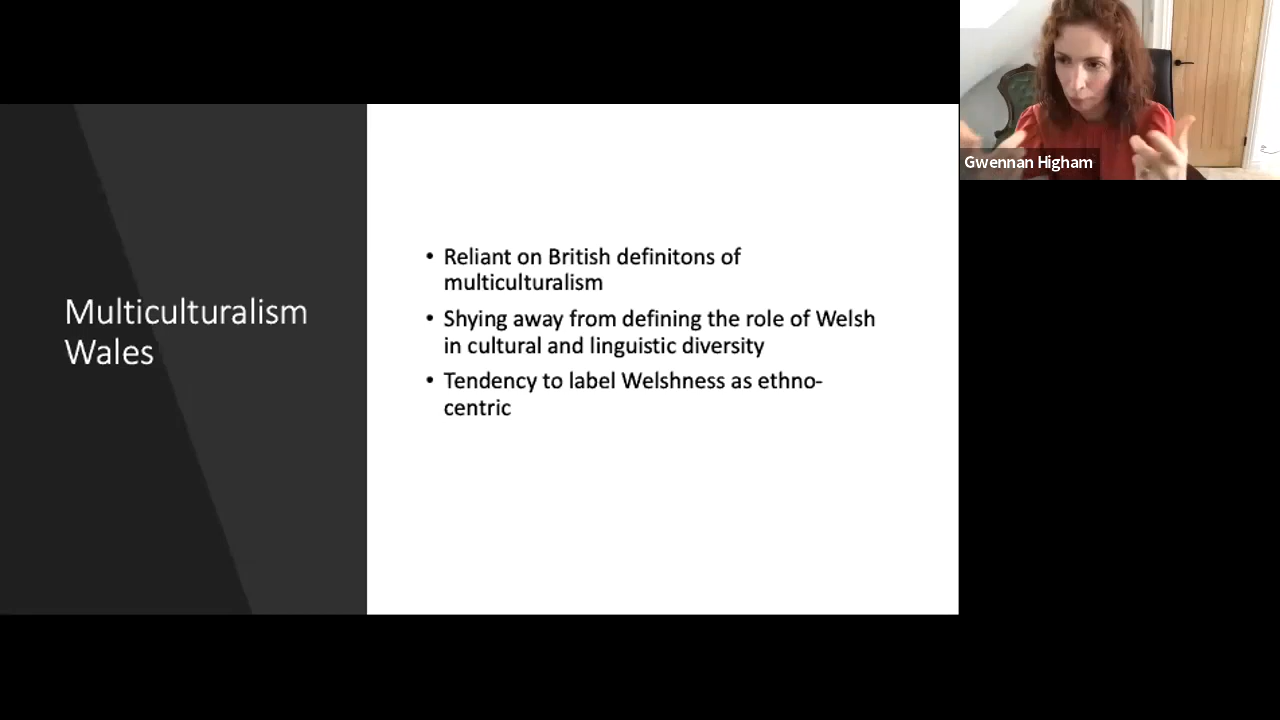 Multiculturalism
Wales
• Reliant on British definitons of
multiculturalism
• Shying away from defining the role of Welsh
in cultural and linguistic diversity
• Tendency to label Welshness as ethno-
centric
Gwennan Higham